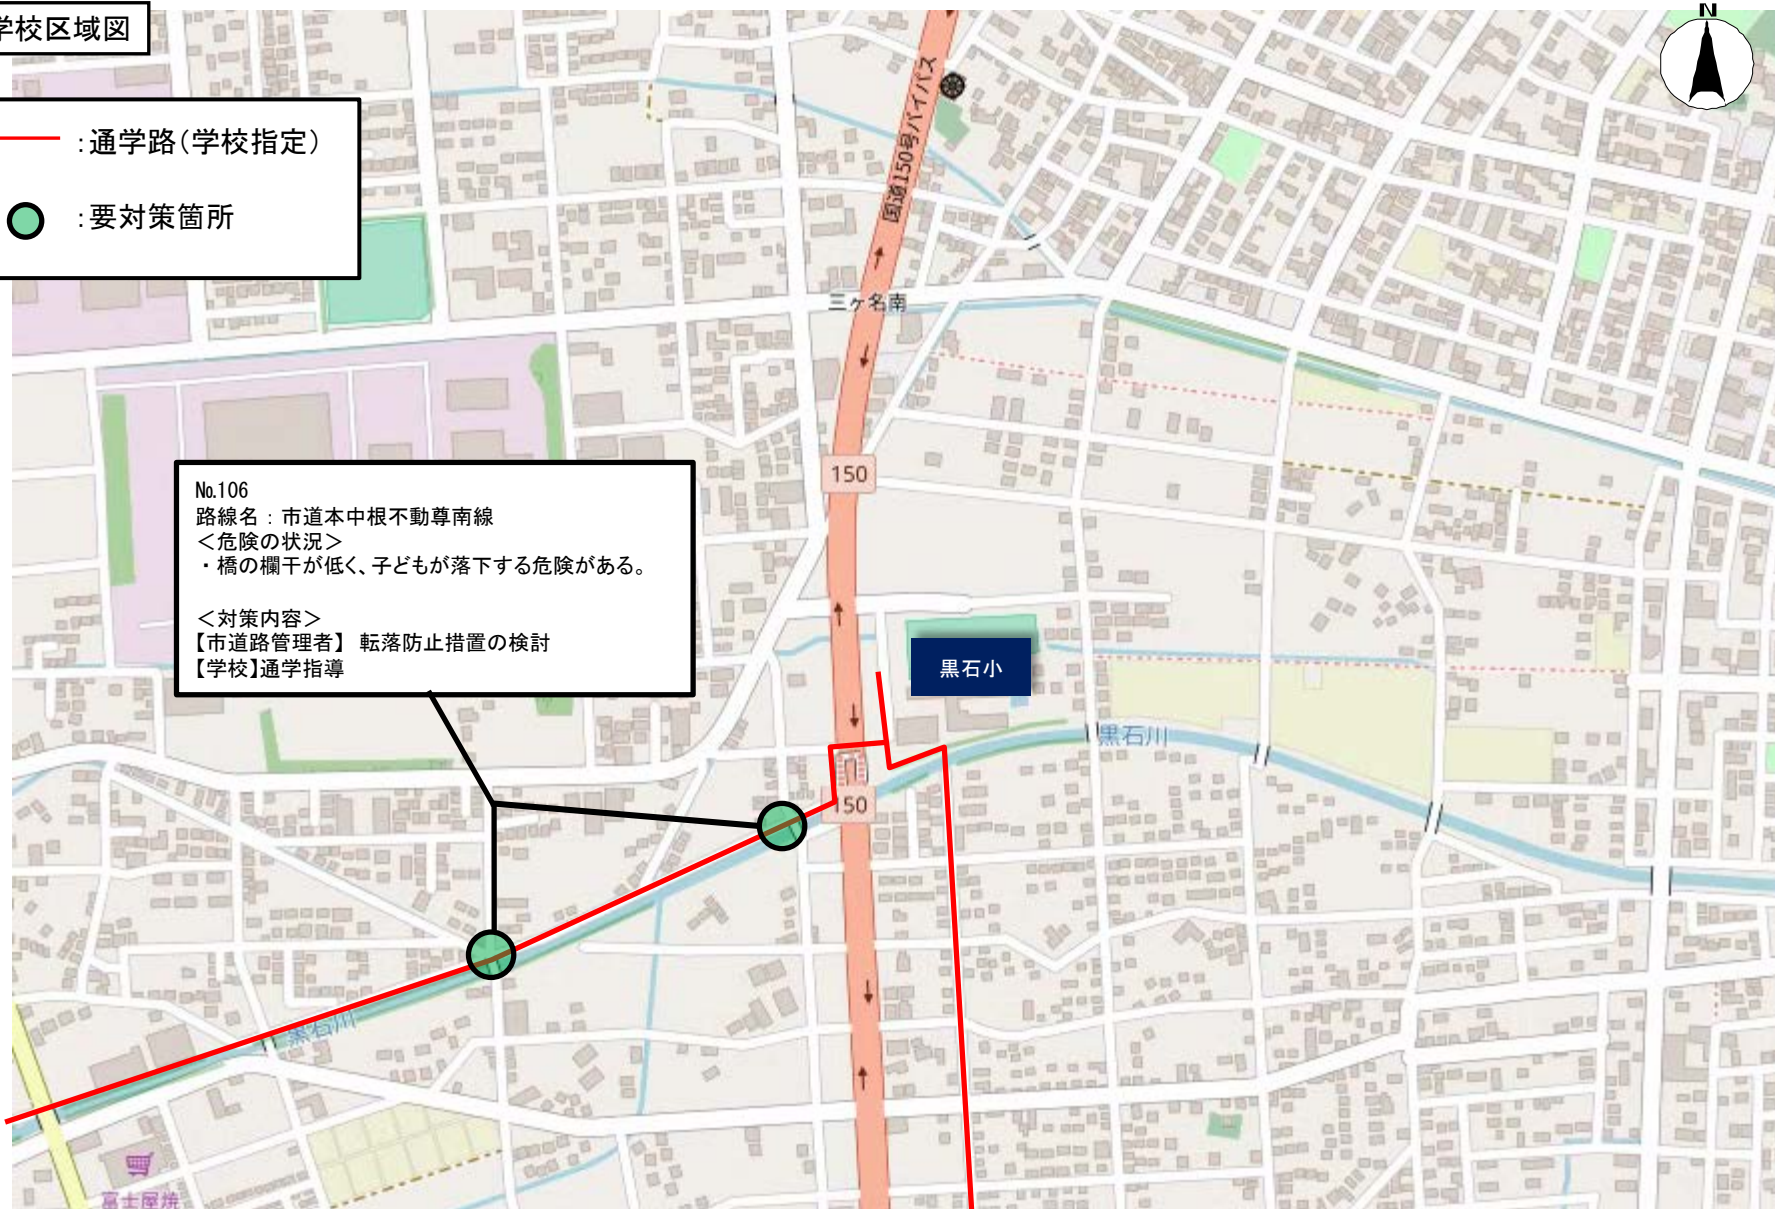 学校区域図
N
:通学路(学校指定)
:要対策箇所
国道150号バイパス
三ヶ名南
150
No.106
路線名：市道本中根不動尊南線
＜危険の状況＞
・橋の欄干が低く、子どもが落下する危険がある。
＜対策内容＞
【市道路管理者】 転落防止措置の検討
【学校】通学指導
黒石小
黒石川
150
黒石川
富士屋焼